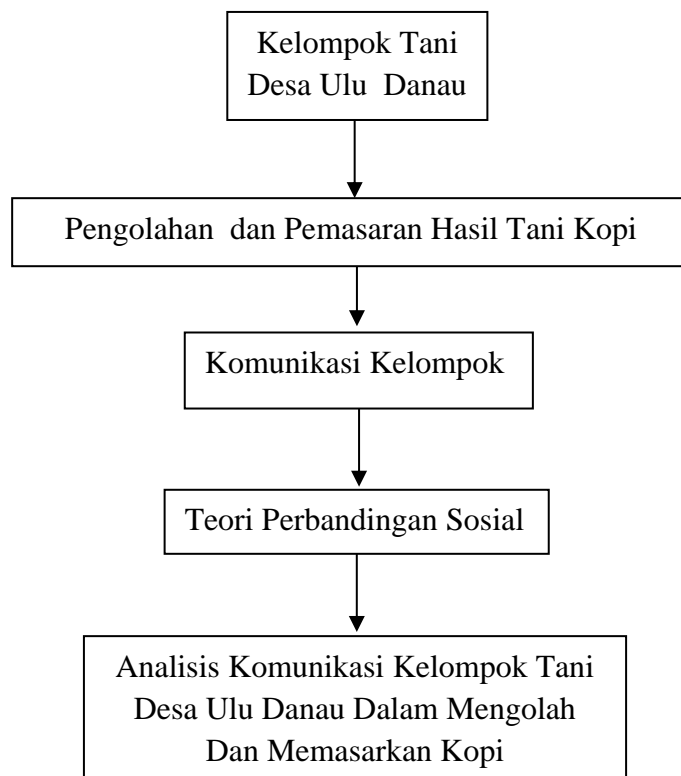 Kelompok Tani
Desa Ulu Danau
Pengolahan dan Pemasaran Hasil Tani Kopi
Komunikasi Kelompok
Teori Perbandingan Sosial
Analisis Komunikasi Kelompok Tani
Desa Ulu Danau Dalam Mengolah
Dan Memasarkan Kopi